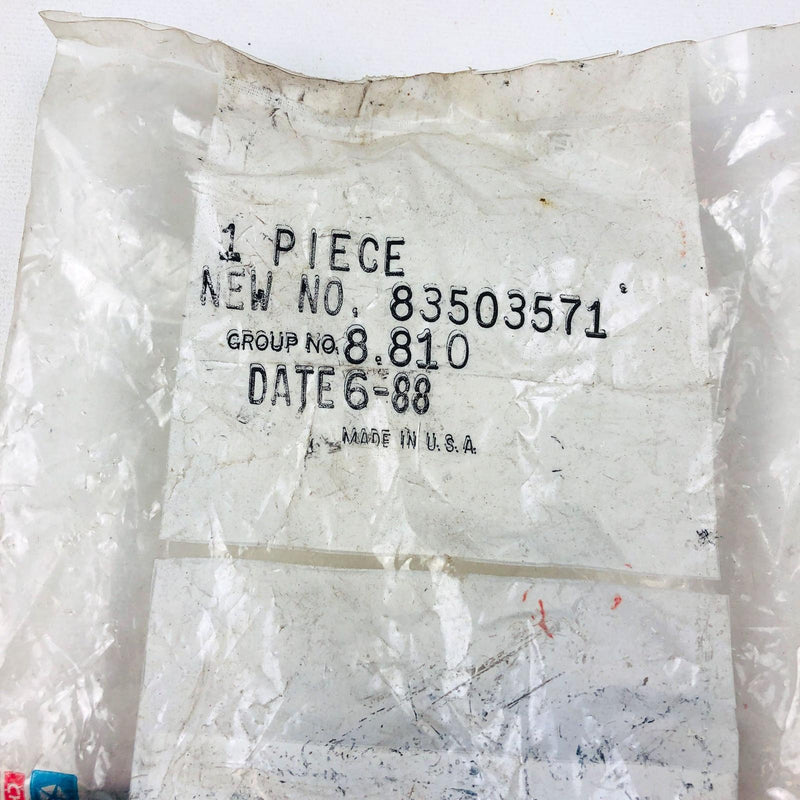 1 PIECE
NEW NO. 83503571
GROUP NO. 8.810
DATE 6-88
MADE IN U.S.A.